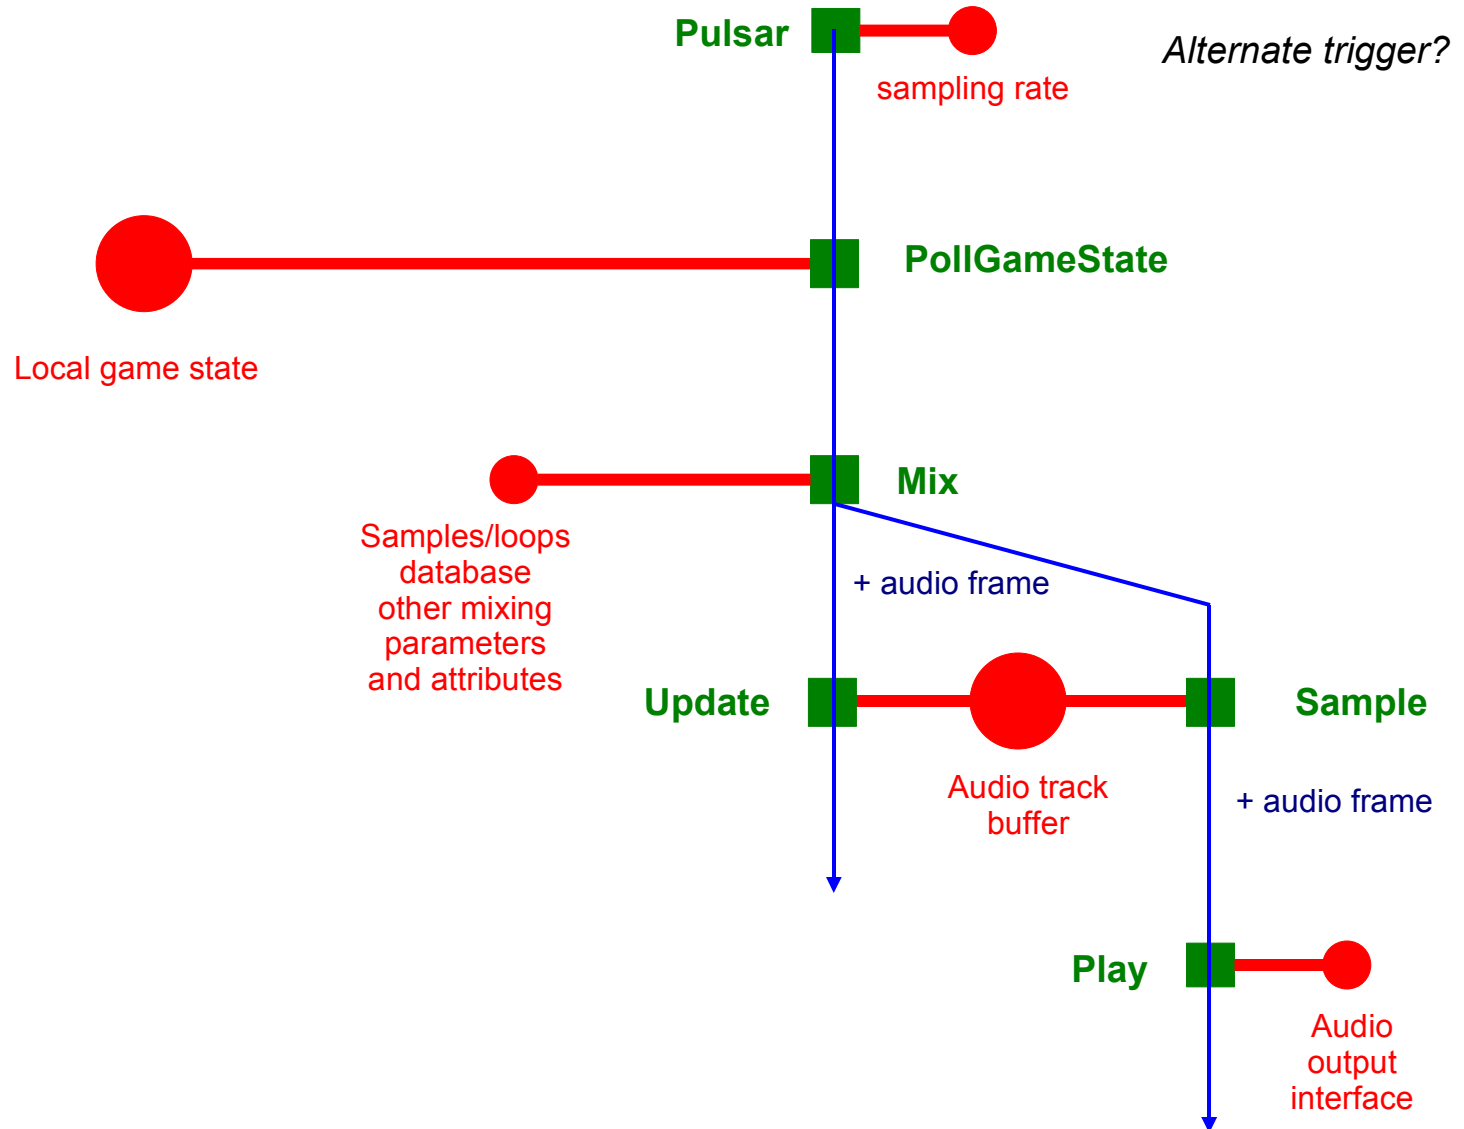 Pulsar
Alternate trigger?
sampling rate
PollGameState
Local game state
Mix
Samples/loops
database
other mixing
parameters
and attributes
+ audio frame
Update
Sample
Audio track
buffer
+ audio frame
Play
Audio
output
interface